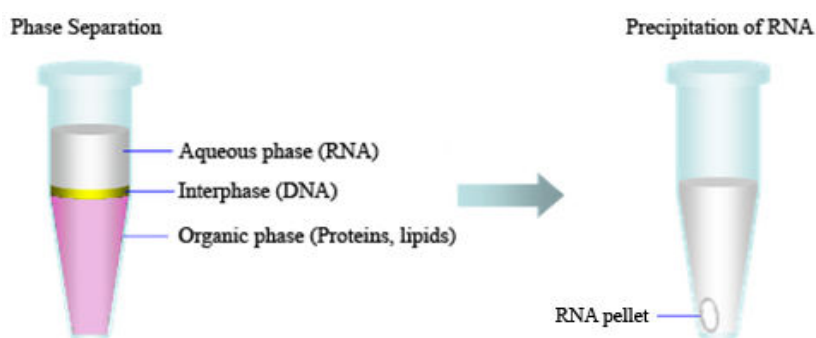 Phase Separation
Precipitation of RNA
Aqueous phase (RNA)
Interphase (DNA)
Organic phase (Proteins, lipids)
RNA pellet